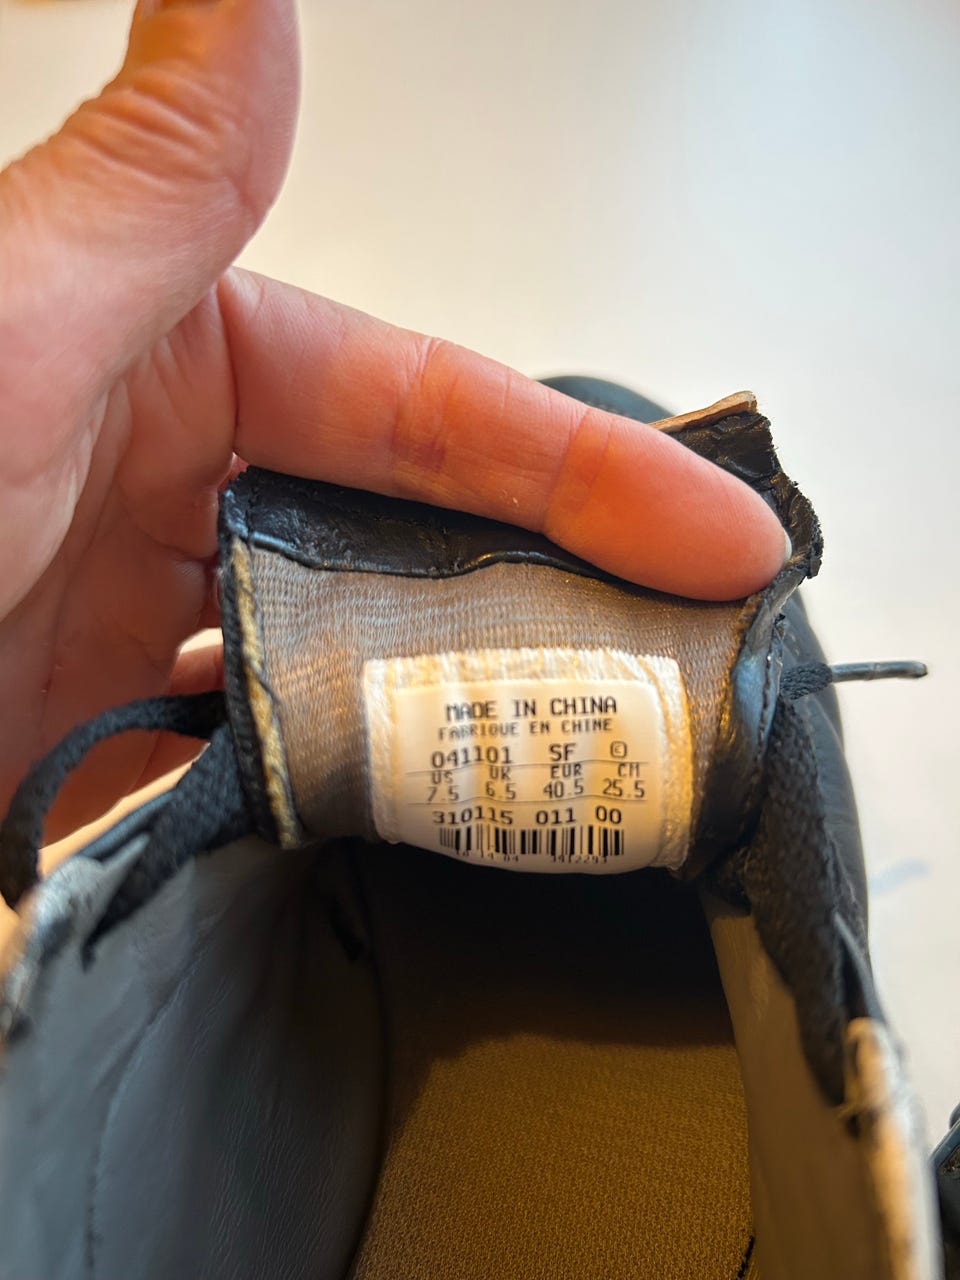 MADE IN CHINA
FABRIQUE EN CHINE
041101 SF ©
US UK EUR CM
7.5 6.5 40.5 25.5
310115 011 00